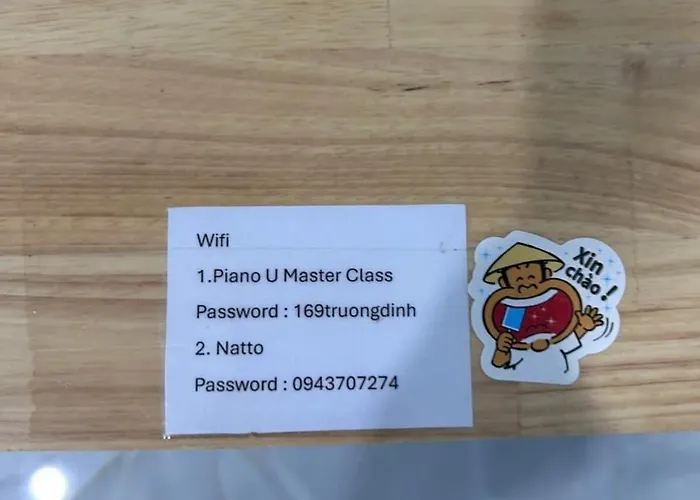 Wifi
1.Piano U Master Class
Password : 169truongdinh
2. Natto
Password : 0943707274
Xin
chào !